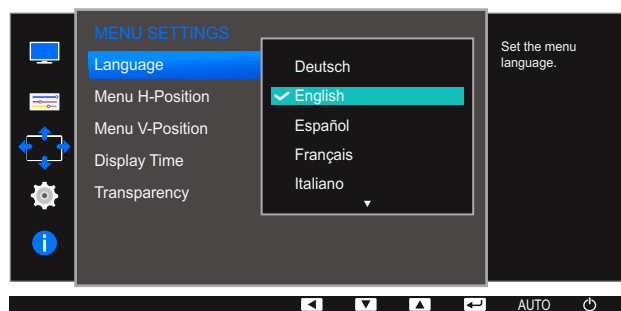 MENU SETTINGS
Language
Menu H-Position
Menu V-Position
Display Time
Transparency
Deutsch
English
Español
Français
Italiano
Set the menu
language.
AUTO